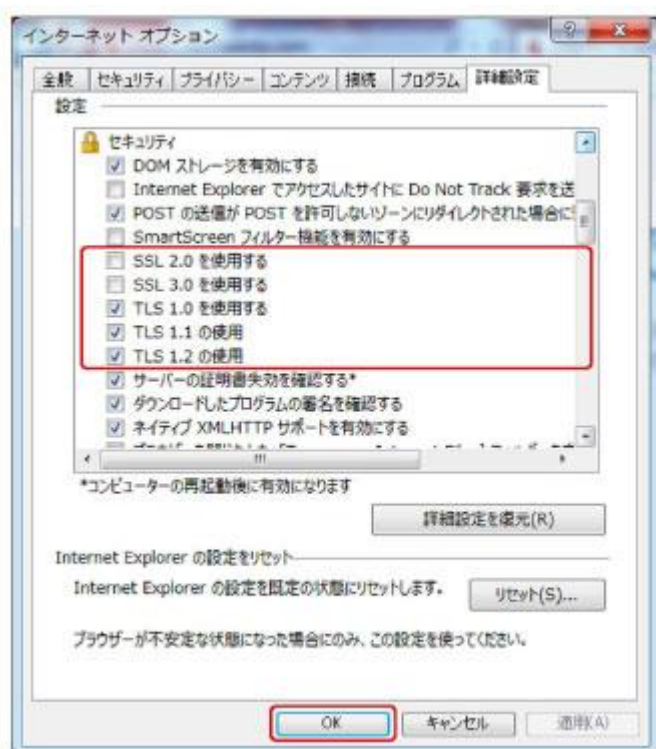 インターネット オプション
全般 セキュリティ プライバシー コンテンツ 接続 プログラム 詳細設定
設定
セキュリティ
DOM ストレージを有効にする
Internet Explorer でアクセスしたサイトに Do Not Track 要求を送
POST の送信が POST を許可しないゾーンにリダイレクトされた場合に
SmartScreen フィルター機能を有効にする
SSL 2.0 を使用する
SSL 3.0 を使用する
TLS 1.0 を使用する
TLS 1.1 の使用
TLS 1.2 の使用
サーバーの証明書失効を確認する*
ダウンロードしたプログラムの署名を確認する
ネイティブ XMLHTTP サポートを有効にする
*コンピューターの再起動後に有効になります
詳細設定を復元(R)
Internet Explorer の設定をリセット
Internet Explorer の設定を既定の状態にリセットします。
リセット(S)...
ブラウザーが不安定な状態になった場合にのみ、この設定を使ってください。
OK キャンセル 適用(A)